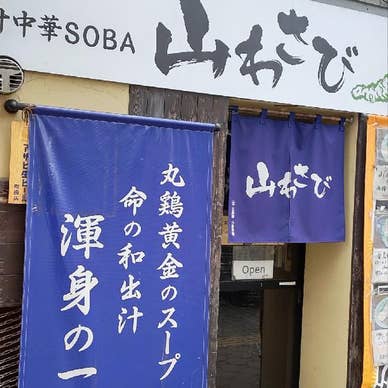 中華SOBA
山わさび
丸鶏黄金のスープ
命の和出汁
渾身の一
山わさび
Open